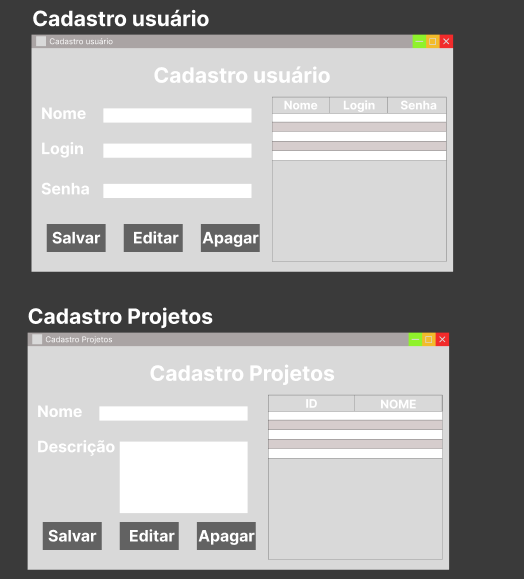 Cadastro usuário
Cadastro usuário
Cadastro usuário
Nome
Login
Senha
Salvar Editar Apagar
Nome Login Senha
Cadastro Projetos
Cadastro Projetos
Cadastro Projetos
Nome
Descrição
Salvar Editar Apagar
ID NOME